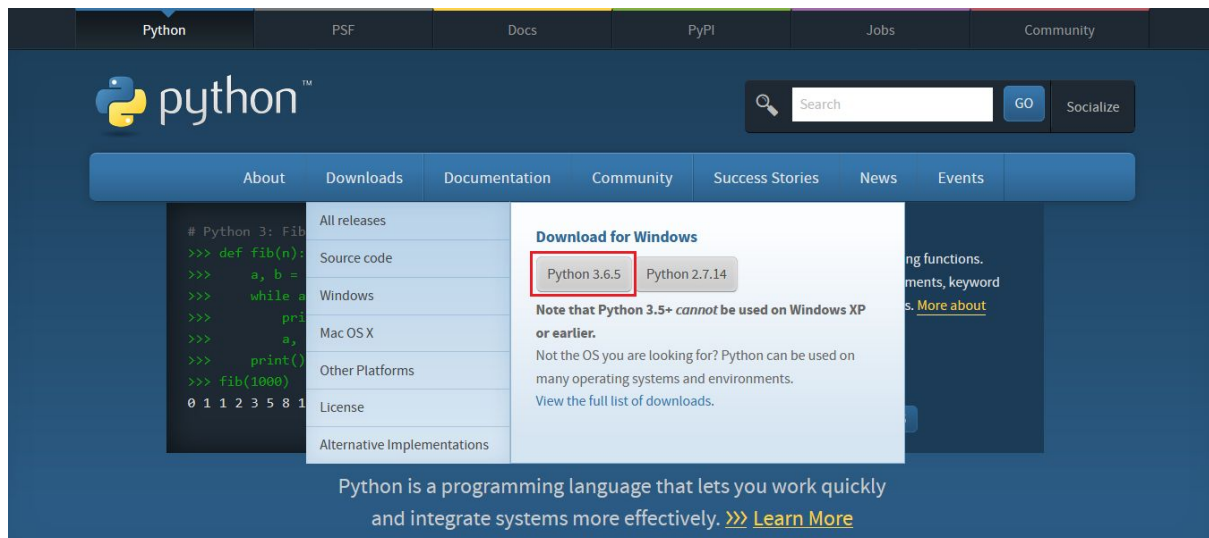 Python PSF Docs PyPI Jobs Community
python™
Search GO Socialize
About Downloads Documentation Community Success Stories News Events
# Python 3: Fib
>>> def fib(n):
>>> a, b =
>>> while a
>>> pri
>>> a,
>>> print()
>>> fib(1000)
0 1 1 2 3 5 8 1
All releases
Source code
Windows
Mac OS X
Other Platforms
License
Alternative Implementations
Download for Windows
Python 3.6.5 Python 2.7.14
Note that Python 3.5+ cannot be used on Windows XP
or earlier.
Not the OS you are looking for? Python can be used on
many operating systems and environments.
View the full list of downloads.
ng functions.
ments, keyword
s. More about
Python is a programming language that lets you work quickly
and integrate systems more effectively. >>> Learn More